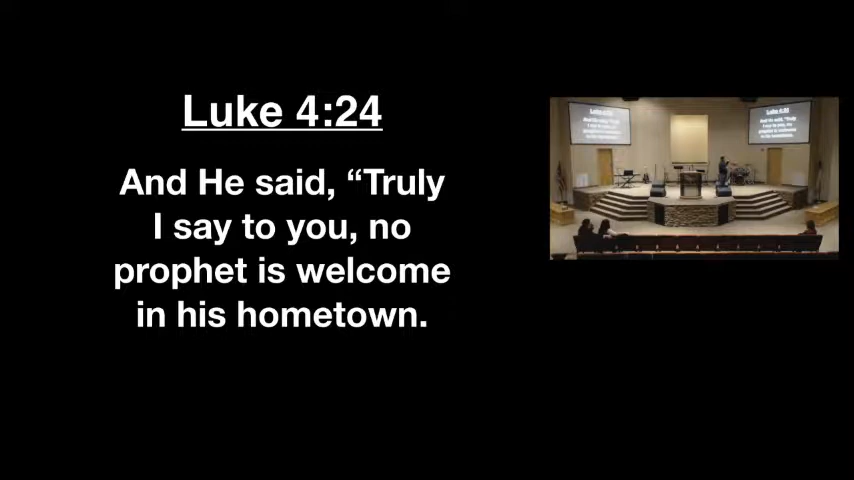 Luke 4:24
And He said, “Truly
I say to you, no
prophet is welcome
in his hometown.